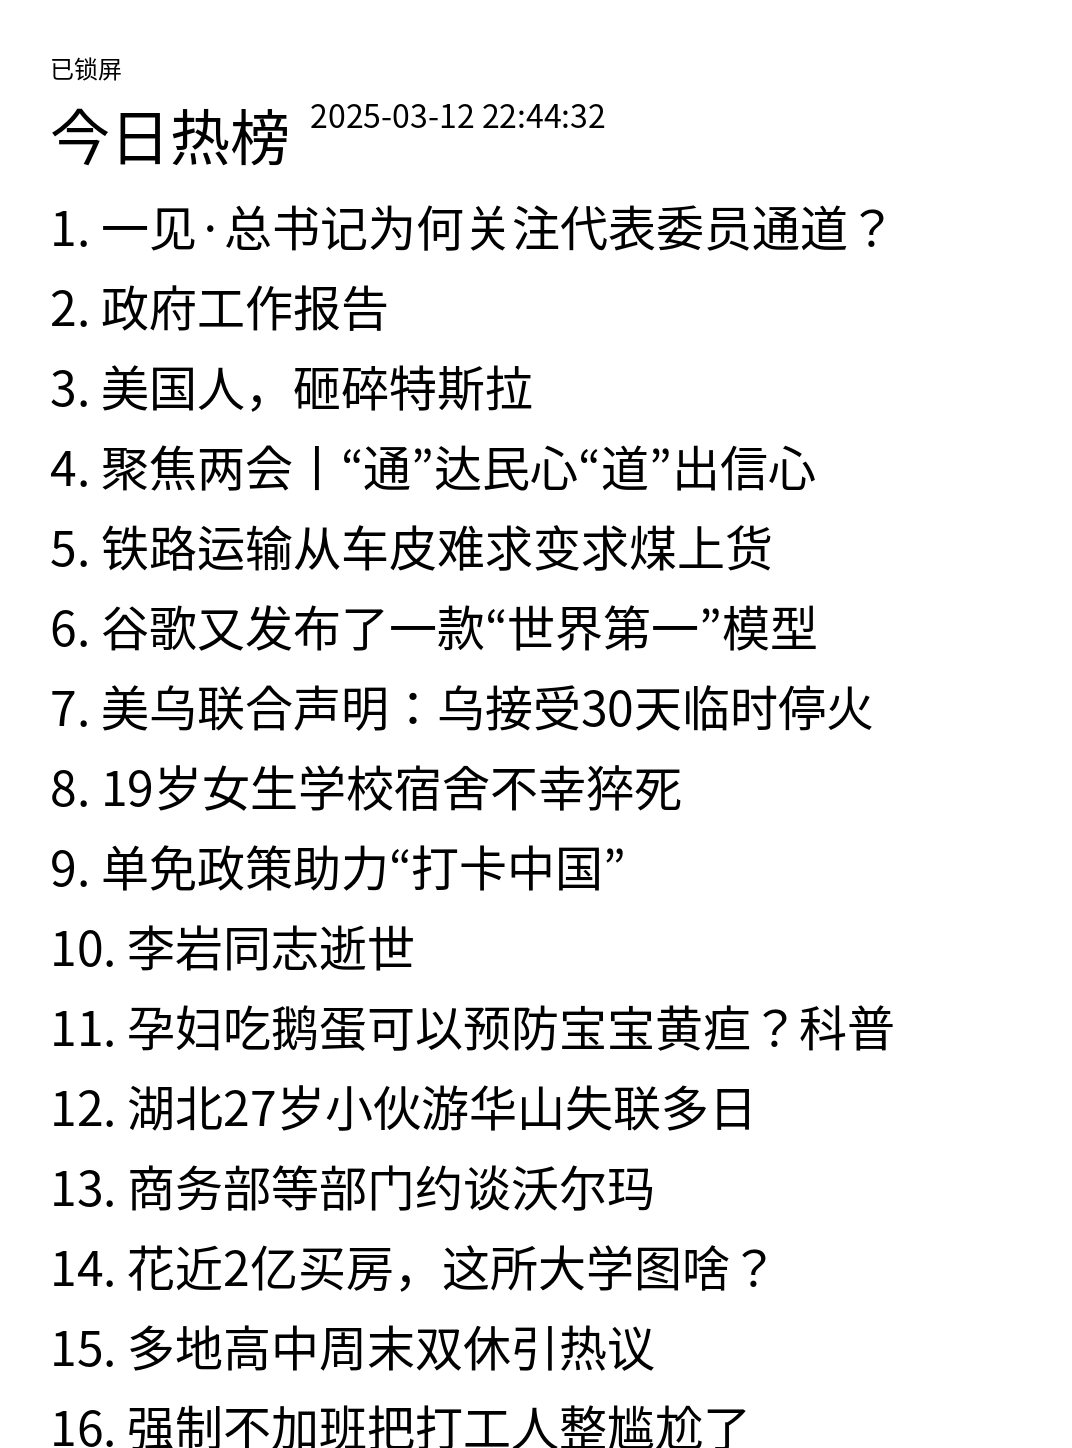 已锁屏
今日热榜 2025-03-12 22:44:32
1. 一见·总书记为何关注代表委员通道？
2. 政府工作报告
3. 美国人，砸碎特斯拉
4. 聚焦两会丨“通”达民心“道”出信心
5. 铁路运输从车皮难求变求煤上货
6. 谷歌又发布了一款“世界第一”模型
7. 美乌联合声明：乌接受30天临时停火
8. 19岁女生学校宿舍不幸猝死
9. 单免政策助力“打卡中国”
10. 李岩同志逝世
11. 孕妇吃鹅蛋可以预防宝宝黄疸？科普
12. 湖北27岁小伙游华山失联多日
13. 商务部等部门约谈沃尔玛
14. 花近2亿买房，这所大学图啥？
15. 多地高中周末双休引热议
16. 强制不加班把打工人整尴尬了